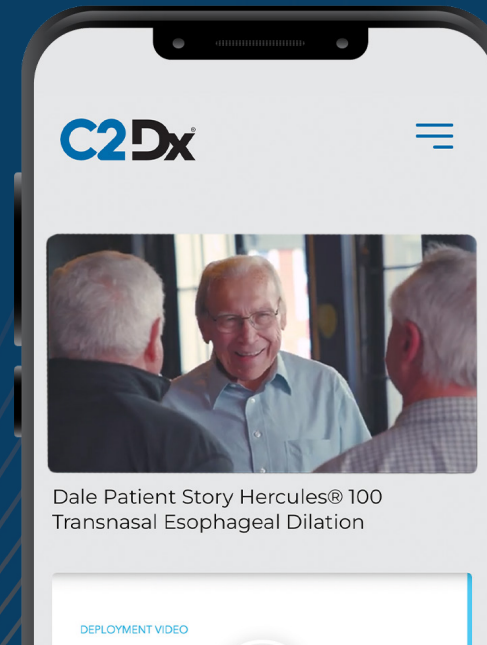 C2Dx®
Dale Patient Story Hercules® 100
Transnasal Esophageal Dilation
DEPLOYMENT VIDEO